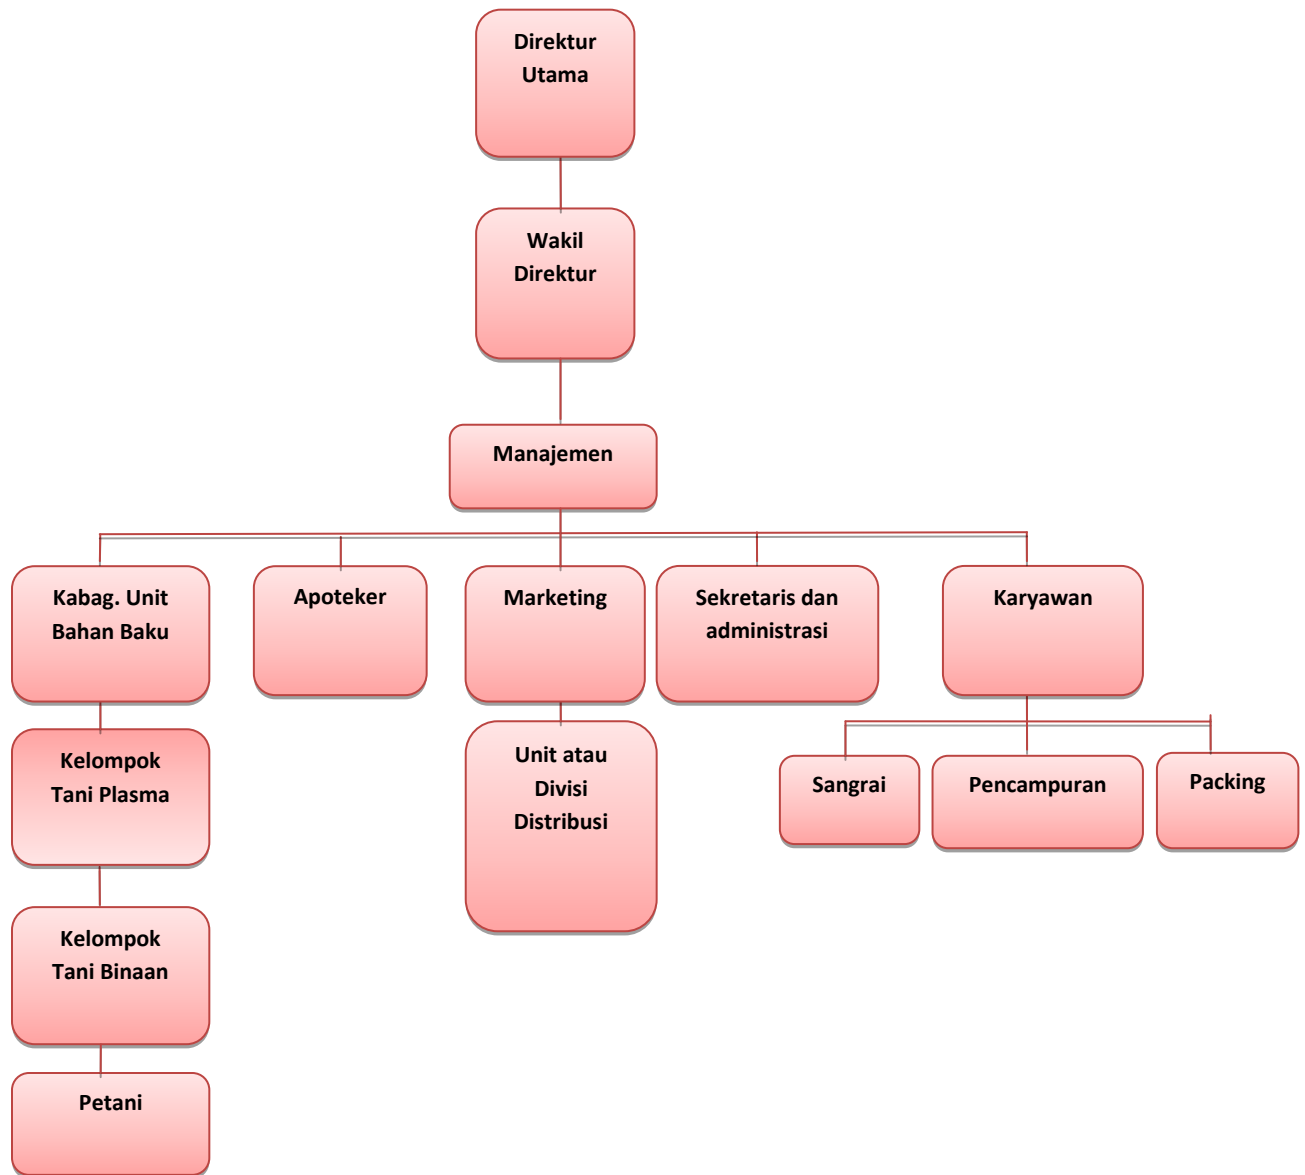 Direktur
Utama
Wakil
Direktur
Manajemen
Kabag. Unit
Bahan Baku
Apoteker
Marketing
Sekretaris dan
administrasi
Karyawan
Kelompok
Tani Plasma
Unit atau
Divisi
Distribusi
Sangrai
Pencampuran
Packing
Kelompok
Tani Binaan
Petani